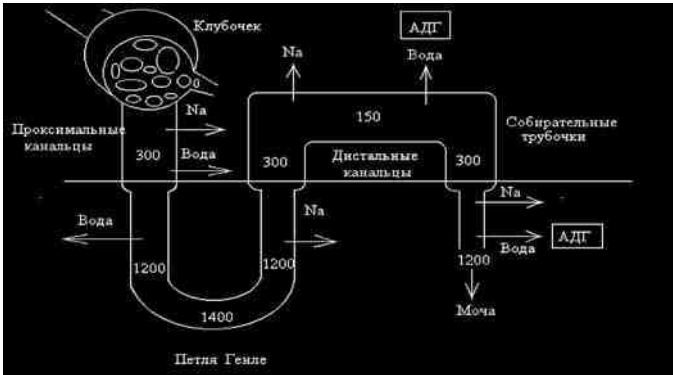 Клубочек
АДГ
Na
Вода
Na
150
Проксимальные
канальцы
Собирательные
трубочки
300
Вода
300
Дистальные
канальцы
300
Na
Вода
Na
Вода
АДГ
1200
1200
1200
1400
Моча
Петля Генле